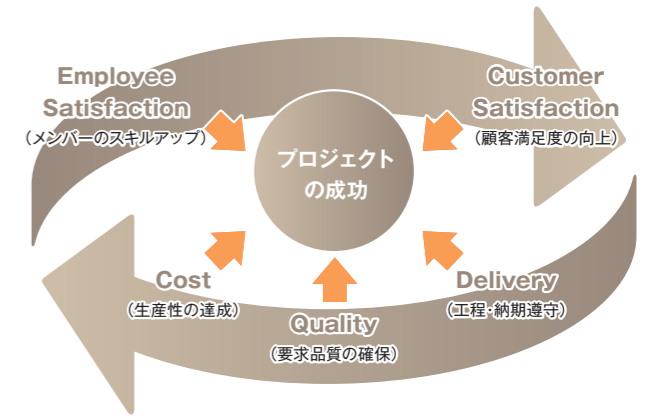 Employee
Satisfaction
（メンバーのスキルアップ）
Customer
Satisfaction
（顧客満足度の向上）
プロジェクト
の成功
Cost
（生産性の達成）
Quality
（要求品質の確保）
Delivery
（工程・納期遵守）